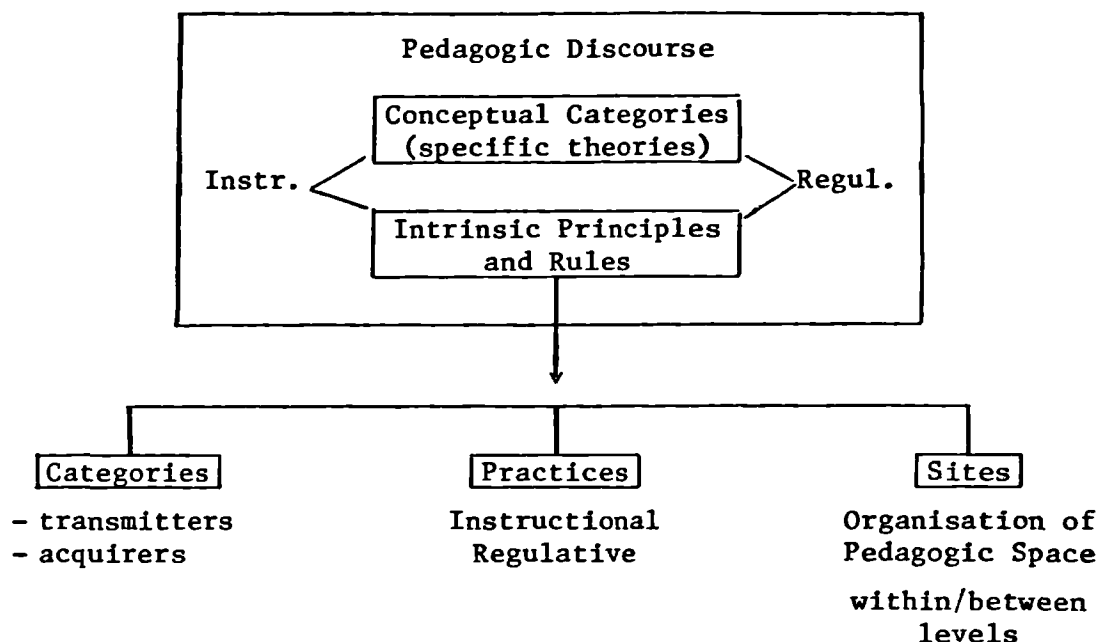 Pedagogic Discourse
Conceptual Categories
(specific theories)
Instr.
Regul.
Intrinsic Principles
and Rules
Categories
- transmitters
- acquirers
Practices
Instructional
Regulative
Sites
Organisation of
Pedagogic Space
within/between
levels